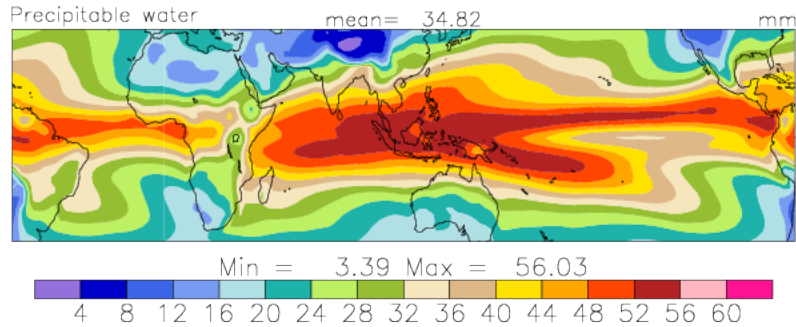 Precipitable water mean= 34.82 mm
Min = 3.39 Max = 56.03
4 8 12 16 20 24 28 32 36 40 44 48 52 56 60